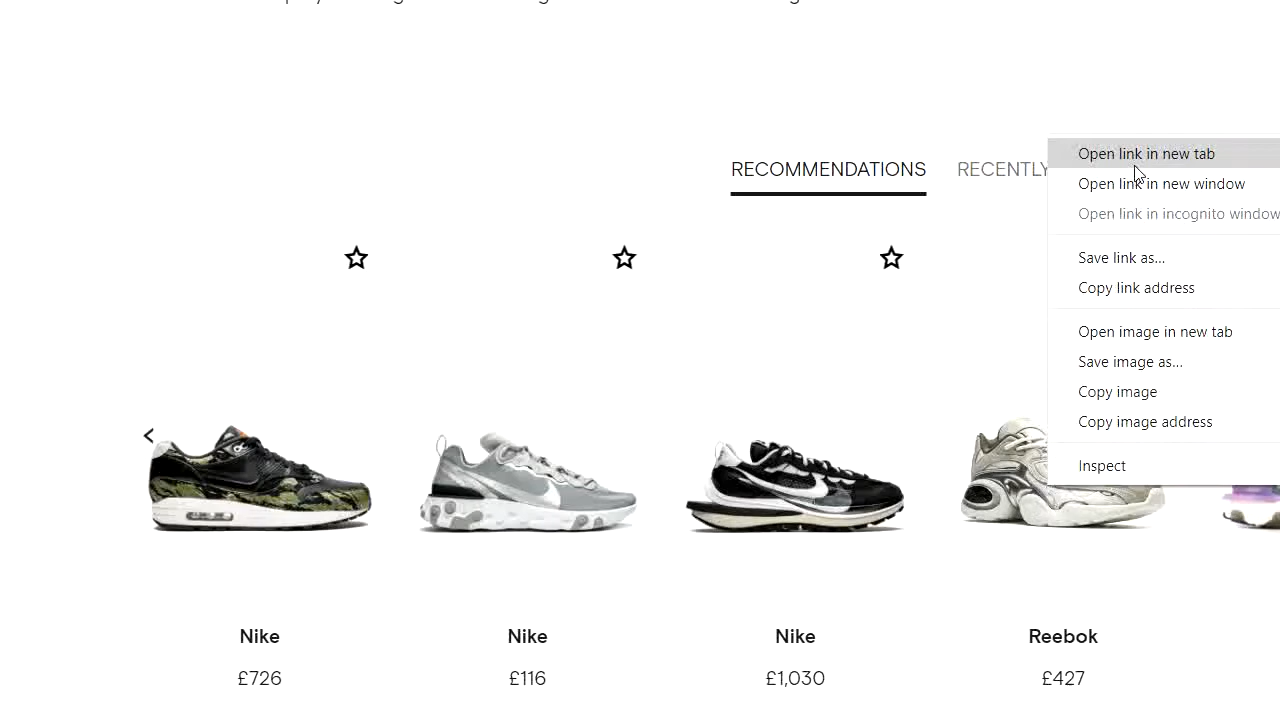 RECOMMENDATIONS
RECENTLY
Open link in new tab
Open link in new window
Open link in incognito window
Save link as...
Copy link address
Open image in new tab
Save image as...
Copy image
Copy image address
Inspect
Nike
Nike
Nike
Reebok
£726
£116
£1,030
£427